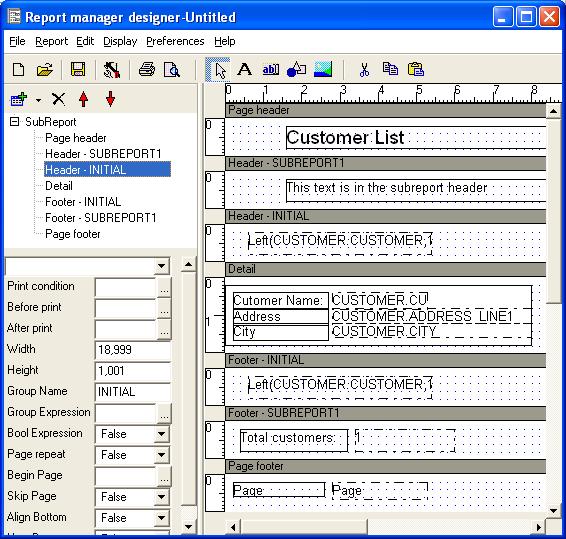 Report manager designer-Untitled
File Report Edit Display Preferences Help
A ab|
SubReport
Page header
Header - SUBREPORT1
Header - INITIAL
Detail
Footer - INITIAL
Footer - SUBREPORT1
Page footer
Print condition ...
Before print ...
After print ...
Width 18,999
Height 1,001
Group Name INITIAL
Group Expression ...
Bool Expression False
Page repeat False
Begin Page ...
Skip Page False
Align Bottom False
0 1 2 3 4 5 6 7 8
Page header
0
Customer List
Header - SUBREPORT1
0
This text is in the subreport header
Header - INITIAL
0
Left(CUSTOMER.CUSTOMER,1
Detail
0
1
Cutomer Name: CUSTOMER.CU
Address CUSTOMER.ADDRESS_LINE1
City CUSTOMER.CITY
Footer - INITIAL
0
Left(CUSTOMER.CUSTOMER,1
Footer - SUBREPORT1
0
Total customers: 1
Page footer
0
Page Page